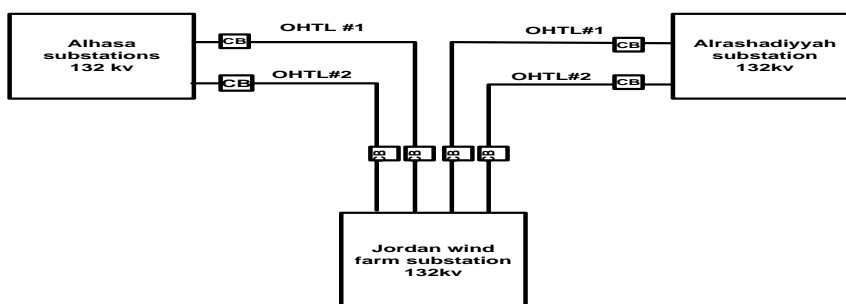 OHTL #1
OHTL#1
Alhasa
substations
132 kv
CB
CB
Alrashadiyyah
substation
132kv
OHTL#2
OHTL#2
CB
CB
CB
CB
CB
CB
Jordan wind
farm substation
132kv